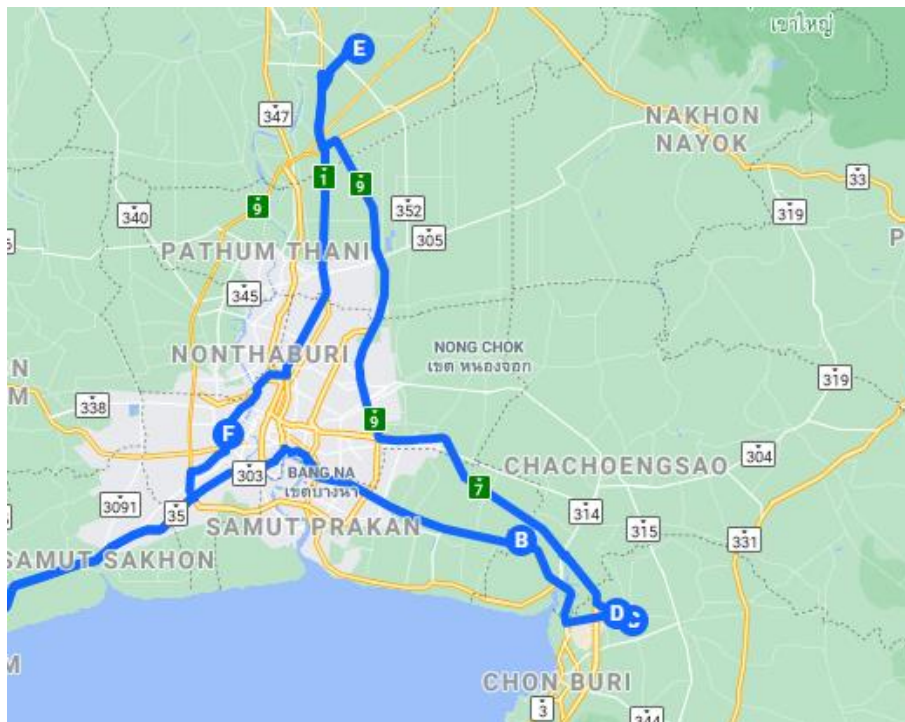 เขาใหญ่
E
347
NAKHON
NAYOK
1
9
33
9
352
319
340
305
PATHUM THANI
345
NONG CHOK
เขต หนองจอก
NONTHABURI
319
338
9
F
303
BANG NA
เขตบางนา
CHACHOENGSAO
304
7
3091
35
314
SAMUT PRAKAN
315
B
331
SAMUT SAKHON
D
CHON BURI
3
344